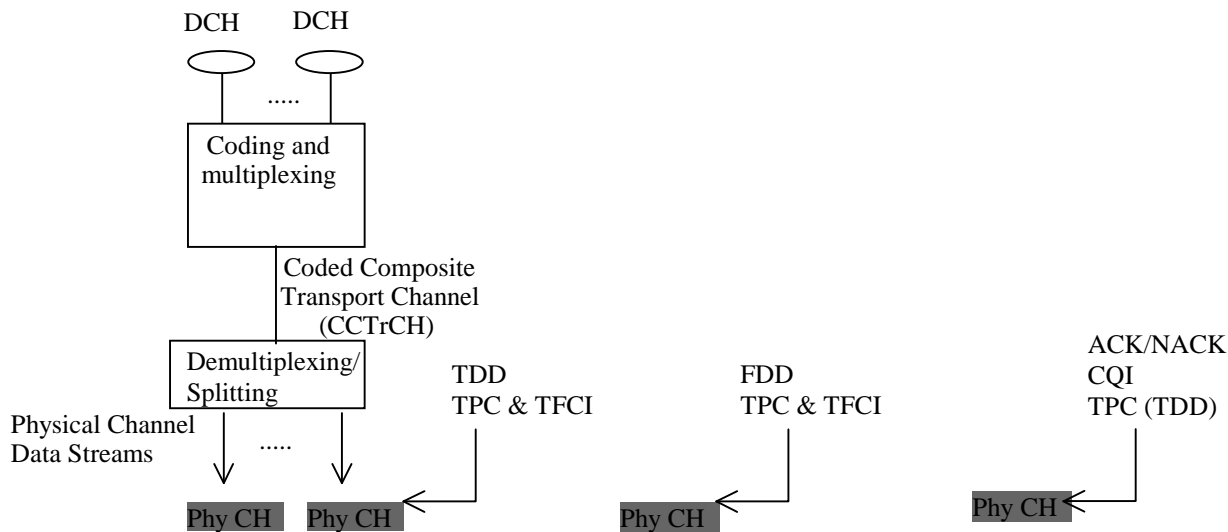 DCH DCH
.....
Coding and
multiplexing
Coded Composite
Transport Channel
(CCTrCH)
Demultiplexing/
Splitting
Physical Channel
Data Streams
.....
TDD
TPC & TFCI
FDD
TPC & TFCI
ACK/NACK
CQI
TPC (TDD)
Phy CH Phy CH Phy CH Phy CH